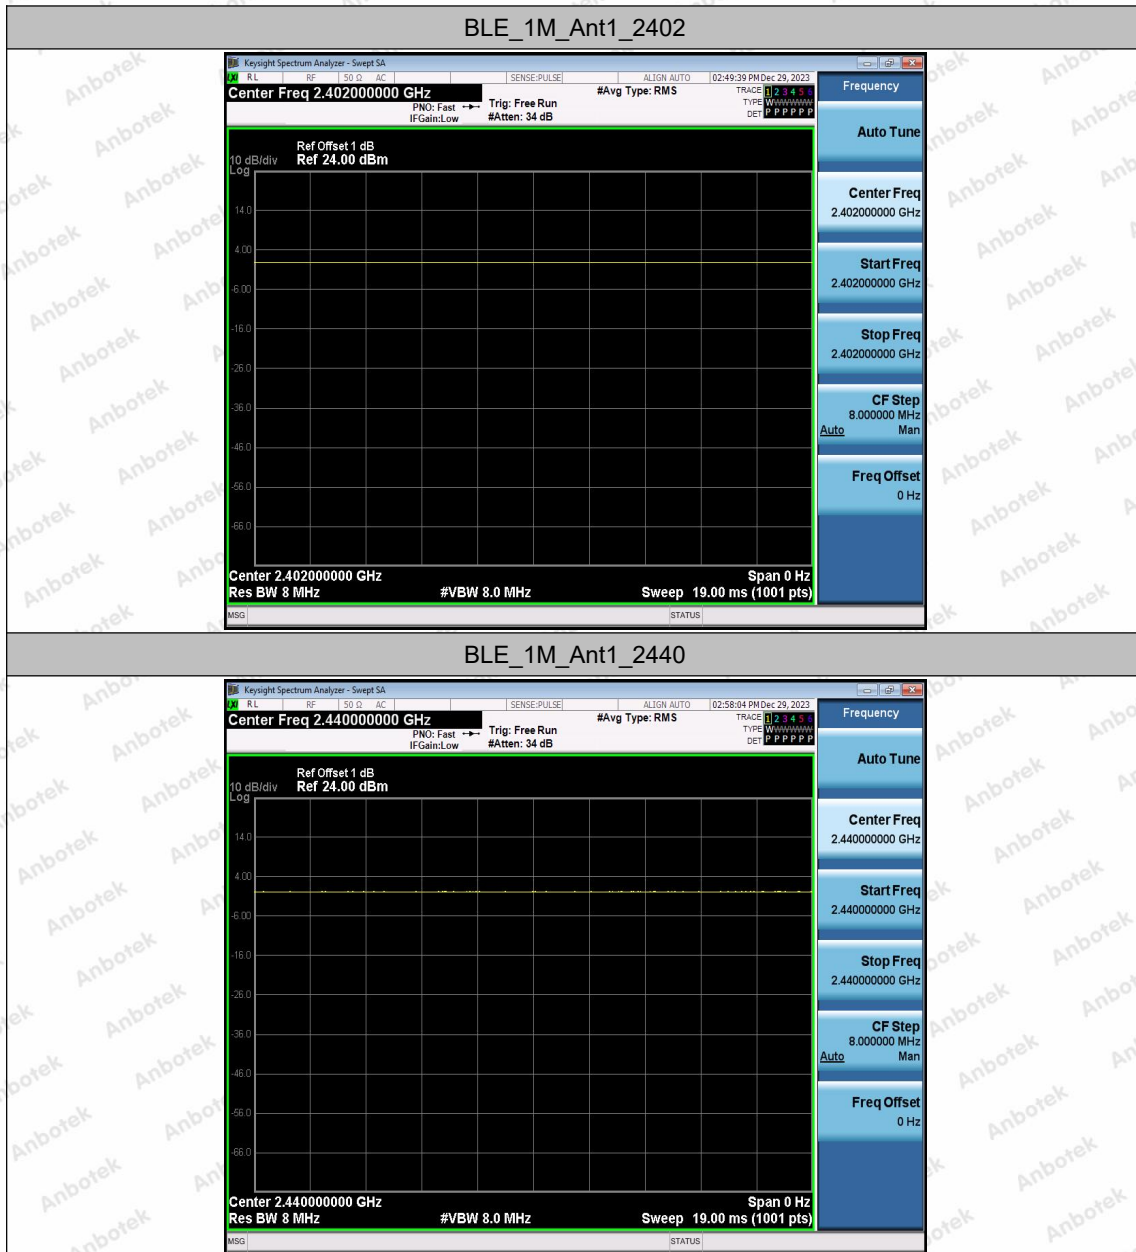 BLE_1M_Ant1_2402
Keysight Spectrum Analyzer - Swept SA
LXI RL RF 50 Ω AC SENSE:PULSE ALIGN AUTO 02:49:39 PM Dec 29, 2023
Center Freq 2.402000000 GHz
PNO: Fast
IFGain:Low
Trig: Free Run
#Atten: 34 dB
#Avg Type: RMS
TRACE 1 2 3 4 5 6
TYPE W
DET P P P P P P
Ref Offset 1 dB
10 dB/div Ref 24.00 dBm
Log
14.0
4.00
-6.00
-16.0
-26.0
-36.0
-46.0
-56.0
-66.0
Center 2.402000000 GHz Span 0 Hz
Res BW 8 MHz #VBW 8.0 MHz Sweep 19.00 ms (1001 pts)
MSG STATUS
Frequency
Auto Tune
Center Freq
2.402000000 GHz
Start Freq
2.402000000 GHz
Stop Freq
2.402000000 GHz
CF Step
8.000000 MHz
Auto Man
Freq Offset
0 Hz
BLE_1M_Ant1_2440
Keysight Spectrum Analyzer - Swept SA
LXI RL RF 50 Ω AC SENSE:PULSE ALIGN AUTO 02:58:04 PM Dec 29, 2023
Center Freq 2.440000000 GHz
PNO: Fast
IFGain:Low
Trig: Free Run
#Atten: 34 dB
#Avg Type: RMS
TRACE 1 2 3 4 5 6
TYPE W
DET P P P P P P
Ref Offset 1 dB
10 dB/div Ref 24.00 dBm
Log
14.0
4.00
-6.00
-16.0
-26.0
-36.0
-46.0
-56.0
-66.0
Center 2.440000000 GHz Span 0 Hz
Res BW 8 MHz #VBW 8.0 MHz Sweep 19.00 ms (1001 pts)
MSG STATUS
Frequency
Auto Tune
Center Freq
2.440000000 GHz
Start Freq
2.440000000 GHz
Stop Freq
2.440000000 GHz
CF Step
8.000000 MHz
Auto Man
Freq Offset
0 Hz
Anbotek